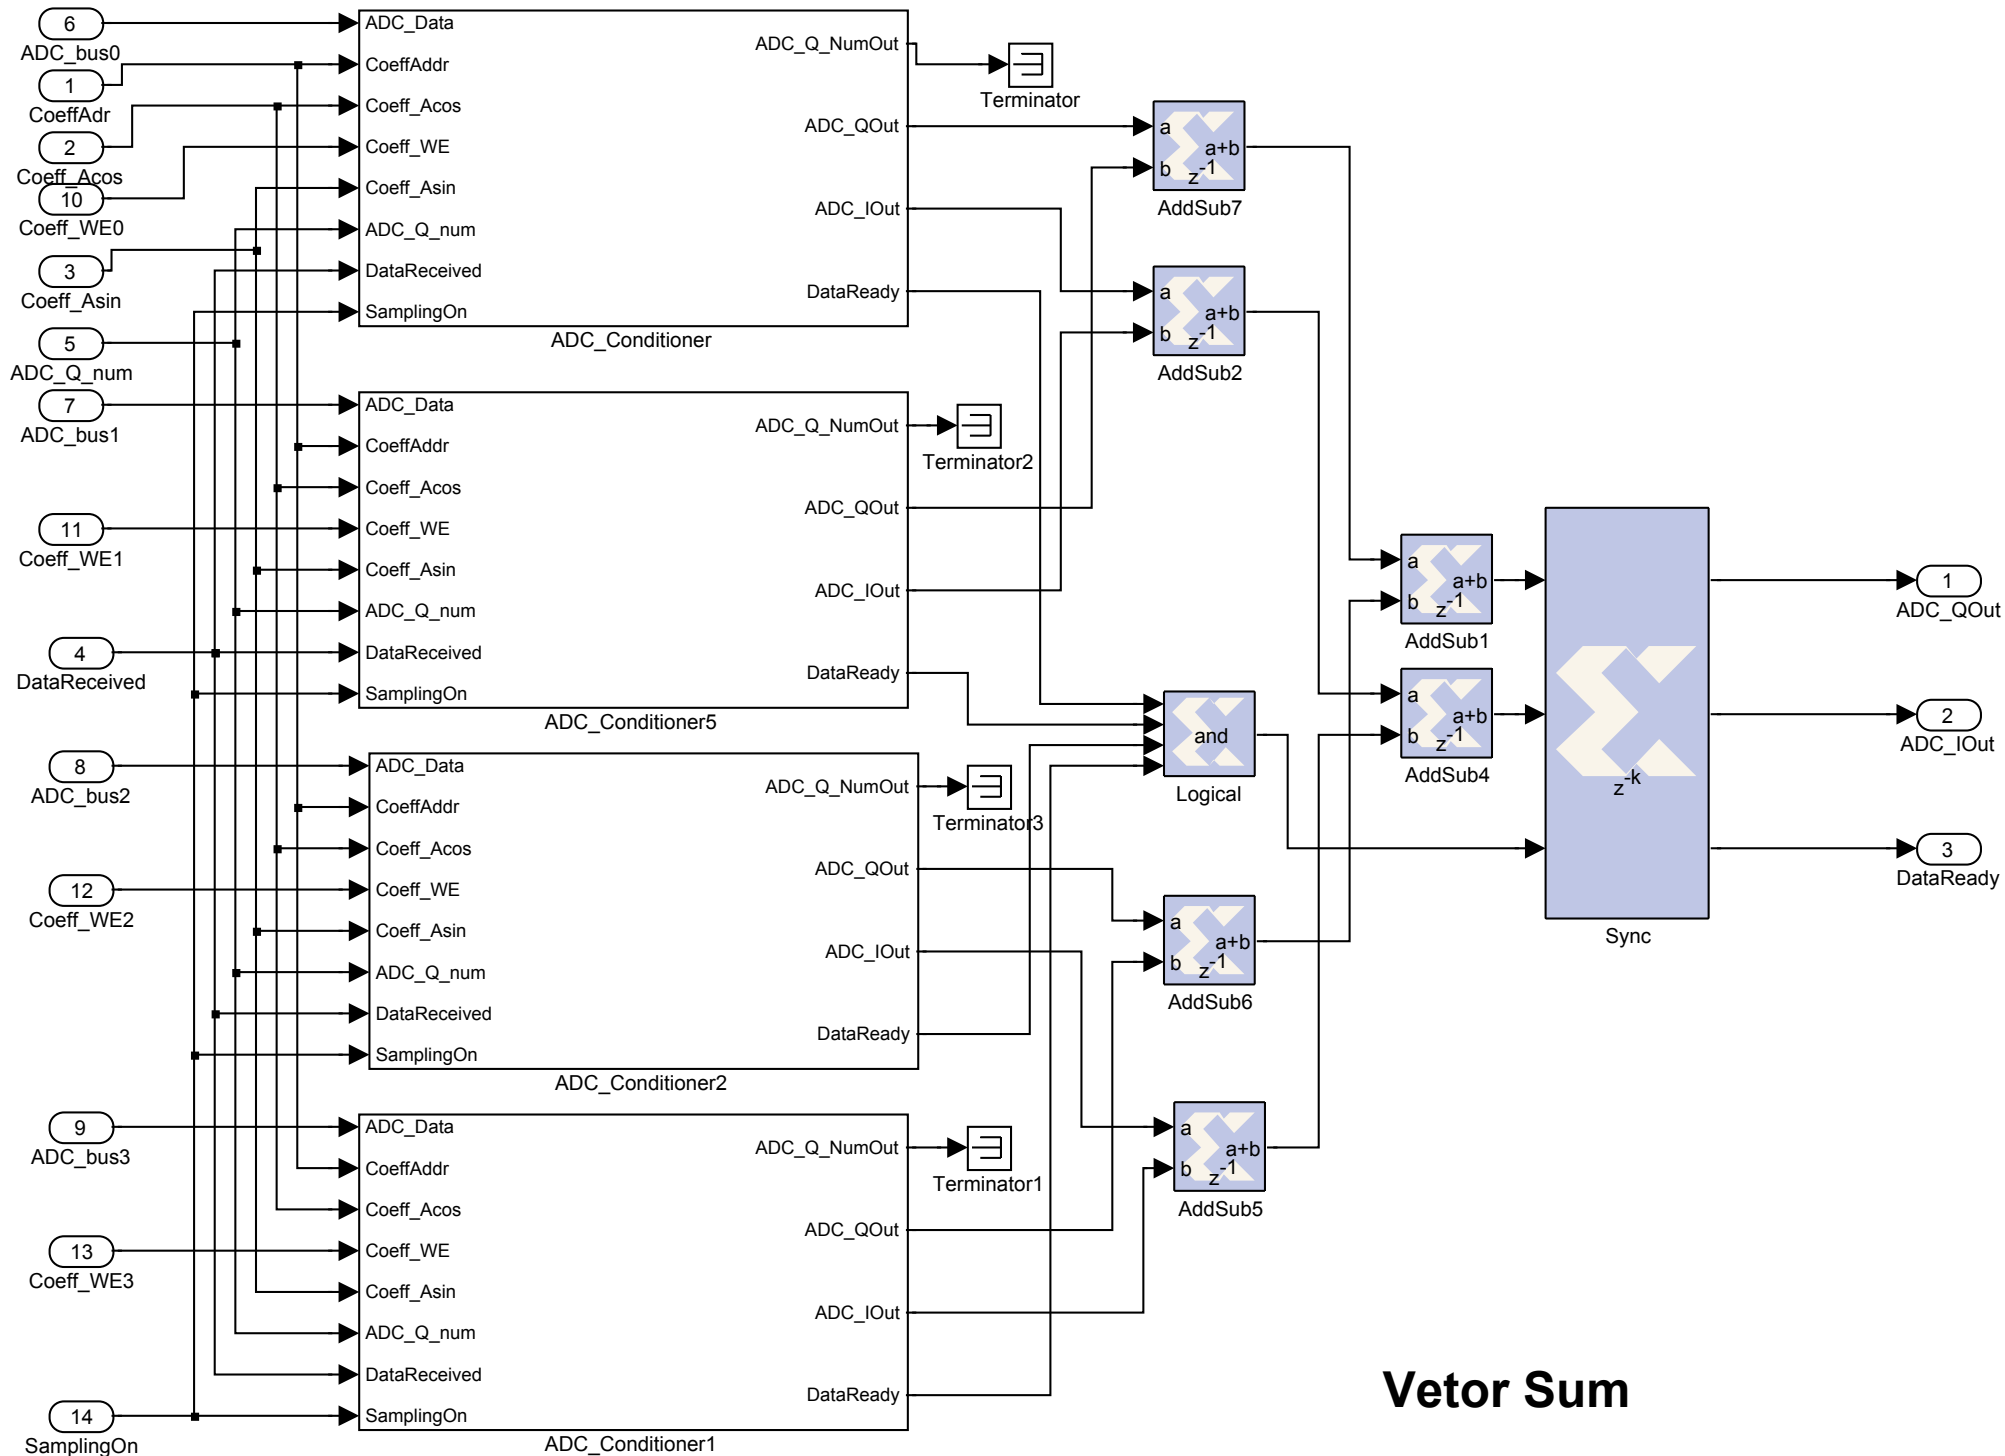 6
ADC_bus0
1
CoeffAdr
2
Coeff_Acos
10
Coeff_WE0
3
Coeff_Asin
5
ADC_Q_num
7
ADC_bus1
11
Coeff_WE1
4
DataReceived
8
ADC_bus2
12
Coeff_WE2
9
ADC_bus3
13
Coeff_WE3
14
SamplingOn
ADC_Data
CoeffAddr
Coeff_Acos
Coeff_WE
Coeff_Asin
ADC_Q_num
DataReceived
SamplingOn
ADC_Q_NumOut
ADC_QOut
ADC_IOut
DataReady
ADC_Conditioner
ADC_Data
CoeffAddr
Coeff_Acos
Coeff_WE
Coeff_Asin
ADC_Q_num
DataReceived
SamplingOn
ADC_Q_NumOut
ADC_QOut
ADC_IOut
DataReady
ADC_Conditioner5
ADC_Data
CoeffAddr
Coeff_Acos
Coeff_WE
Coeff_Asin
ADC_Q_num
DataReceived
SamplingOn
ADC_Q_NumOut
ADC_QOut
ADC_IOut
DataReady
ADC_Conditioner2
ADC_Data
CoeffAddr
Coeff_Acos
Coeff_WE
Coeff_Asin
ADC_Q_num
DataReceived
SamplingOn
ADC_Q_NumOut
ADC_QOut
ADC_IOut
DataReady
ADC_Conditioner1
Terminator
Terminator2
Terminator3
Terminator1
a
b
a+b
z-1
AddSub7
a
b
a+b
z-1
AddSub2
and
Logical
a
b
a+b
z-1
AddSub6
a
b
a+b
z-1
AddSub5
a
b
a+b
z-1
AddSub1
a
b
a+b
z-1
AddSub4
z-k
Sync
1
ADC_QOut
2
ADC_IOut
3
DataReady
Vetor Sum